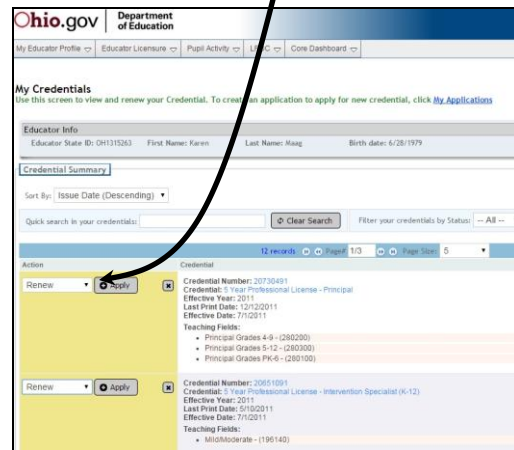 Ohio.gov Department of Education
My Educator Profile Educator Licensure Pupil Activity Core Dashboard
My Credentials
Use this screen to view and renew your Credential. To create an application to apply for new credential, click My Applications
Educator Info
Educator State ID: OH1315263 First Name: Karen Last Name: Maag Birth date: 6/28/1979
Credential Summary
Sort By: Issue Date (Descending)
Quick search in your credentials: Clear Search Filter your credentials by Status: -- All --
12 records Page# 1/3 Page Size: 5
Action Credential
Renew Apply
Credential Number: 20730491
Credential: 5 Year Professional License - Principal
Effective Year: 2011
Last Print Date: 12/12/2011
Effective Date: 7/1/2011
Teaching Fields:
Principal Grades 4-9 - (280200)
Principal Grades 5-12 - (280300)
Principal Grades PK-6 - (280100)
Renew Apply
Credential Number: 20651091
Credential: 5 Year Professional License - Intervention Specialist (K-12)
Effective Year: 2011
Last Print Date: 5/10/2011
Effective Date: 7/1/2011
Teaching Fields:
Mild/Moderate - (196140)